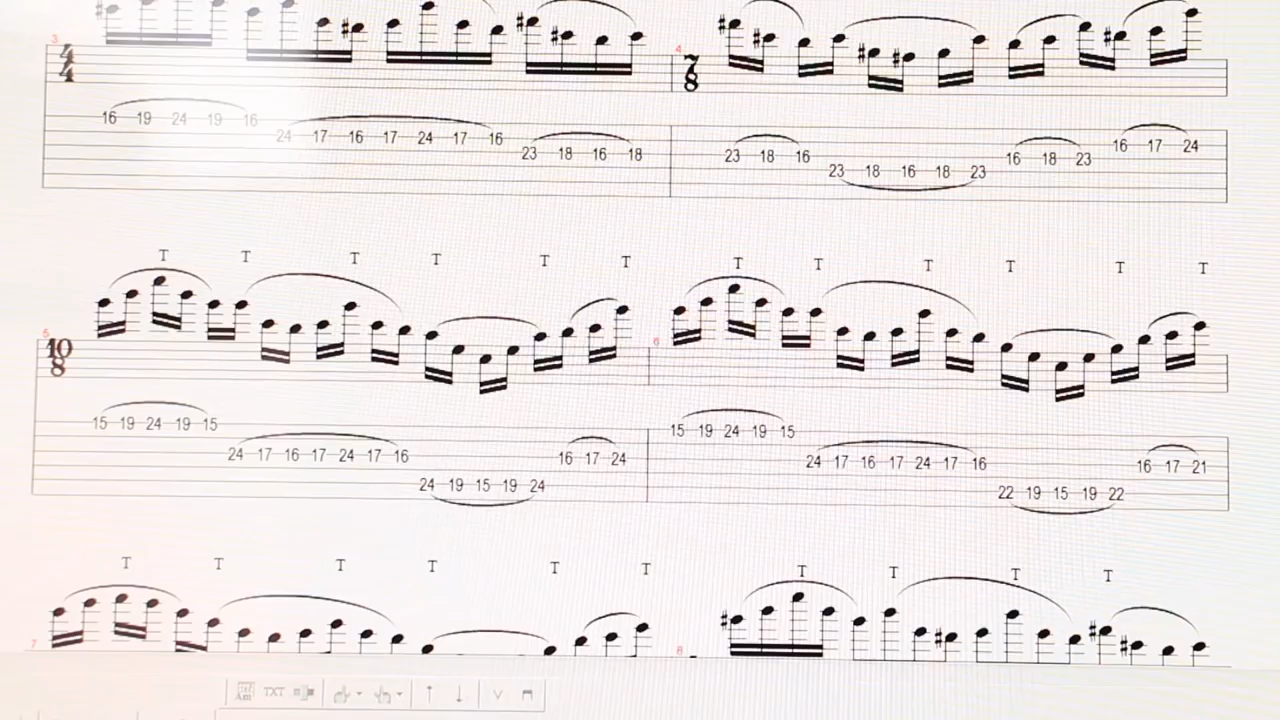 3 4 4 4 7 8
16 19 24 19 16 24 17 16 17 24 17 16 23 18 16 18 23 18 16 23 18 16 18 23 16 18 23 16 17 24
T T T T T T T T T T T T
5 10 8 6
15 19 24 19 15 24 17 16 17 24 17 16 24 19 15 19 24 16 17 24 15 19 24 19 15 24 17 16 17 24 17 16 22 19 15 19 22 16 17 21
T T T T T T T T T T
7 8
TXT